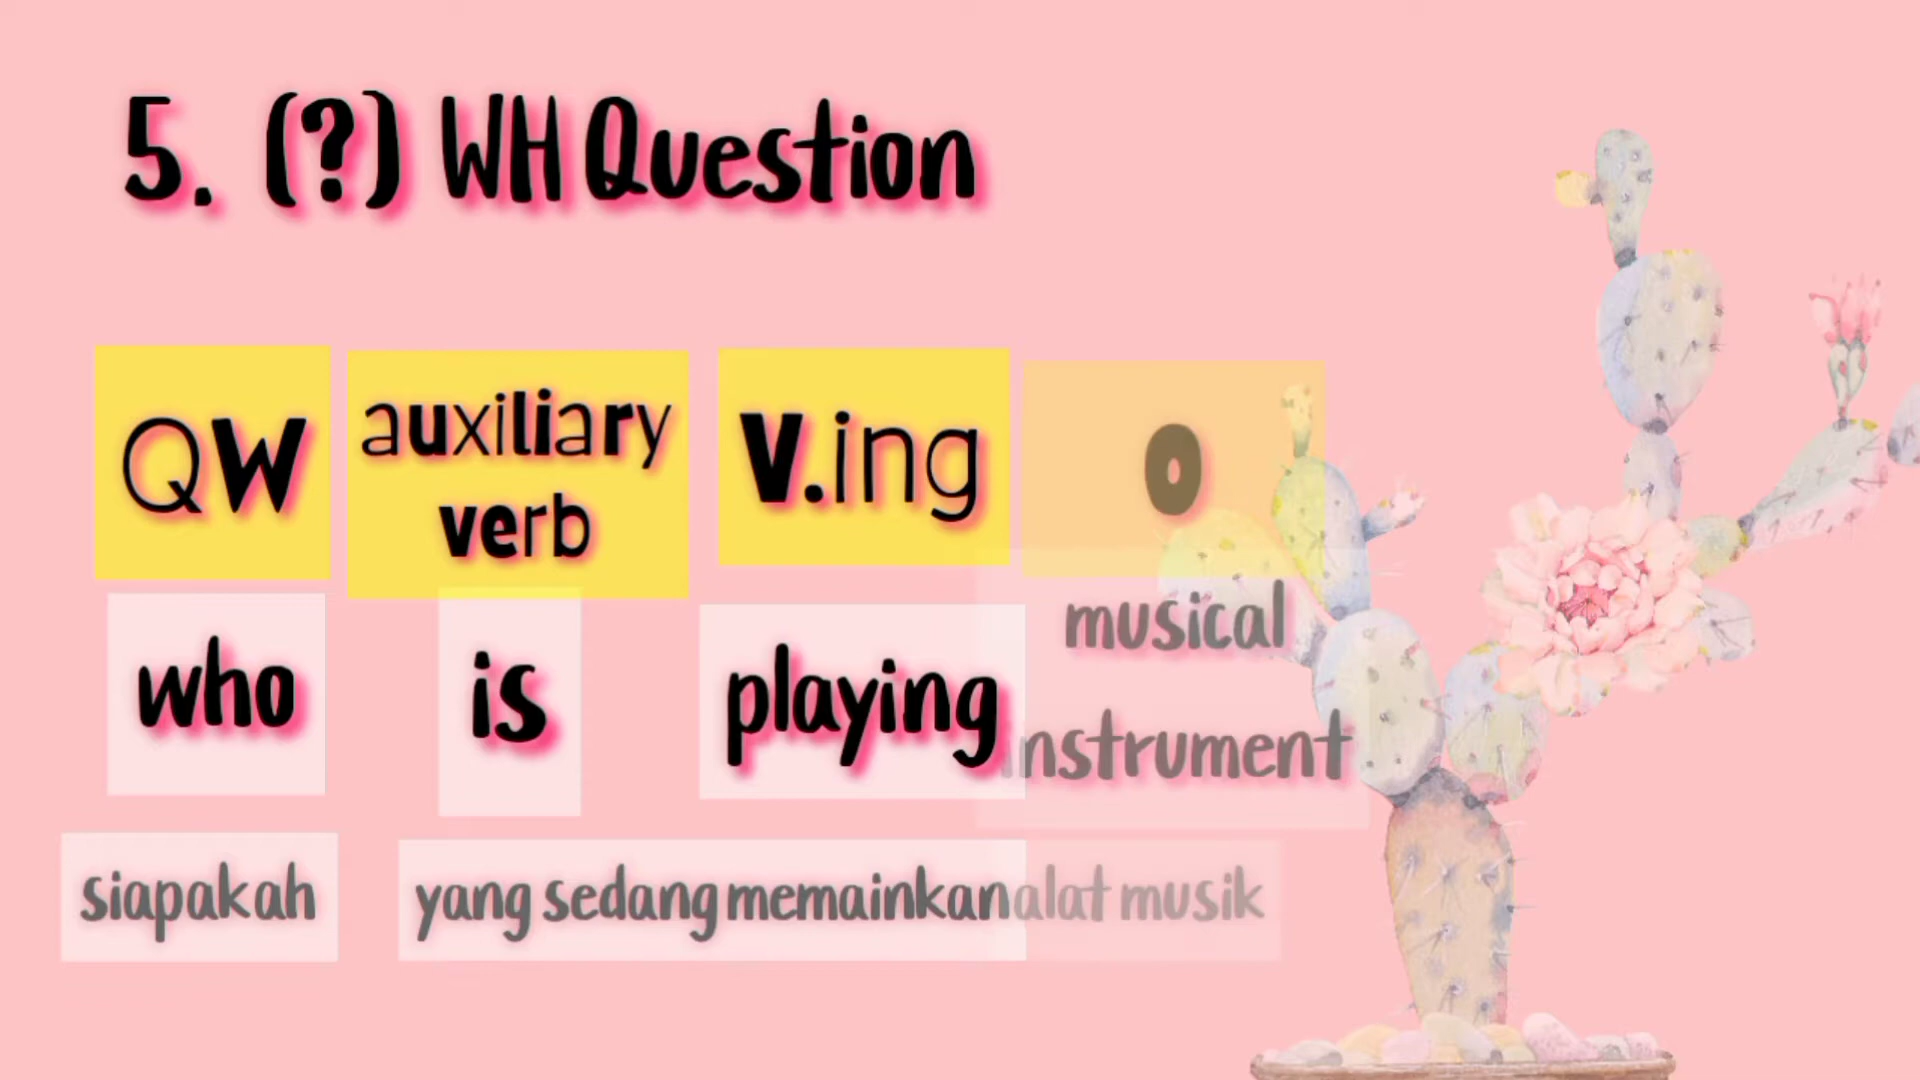 5. (?) WH Question
QW auxiliary verb V.ing O
who is playing musical instrument
siapakah yang sedang memainkan alat musik